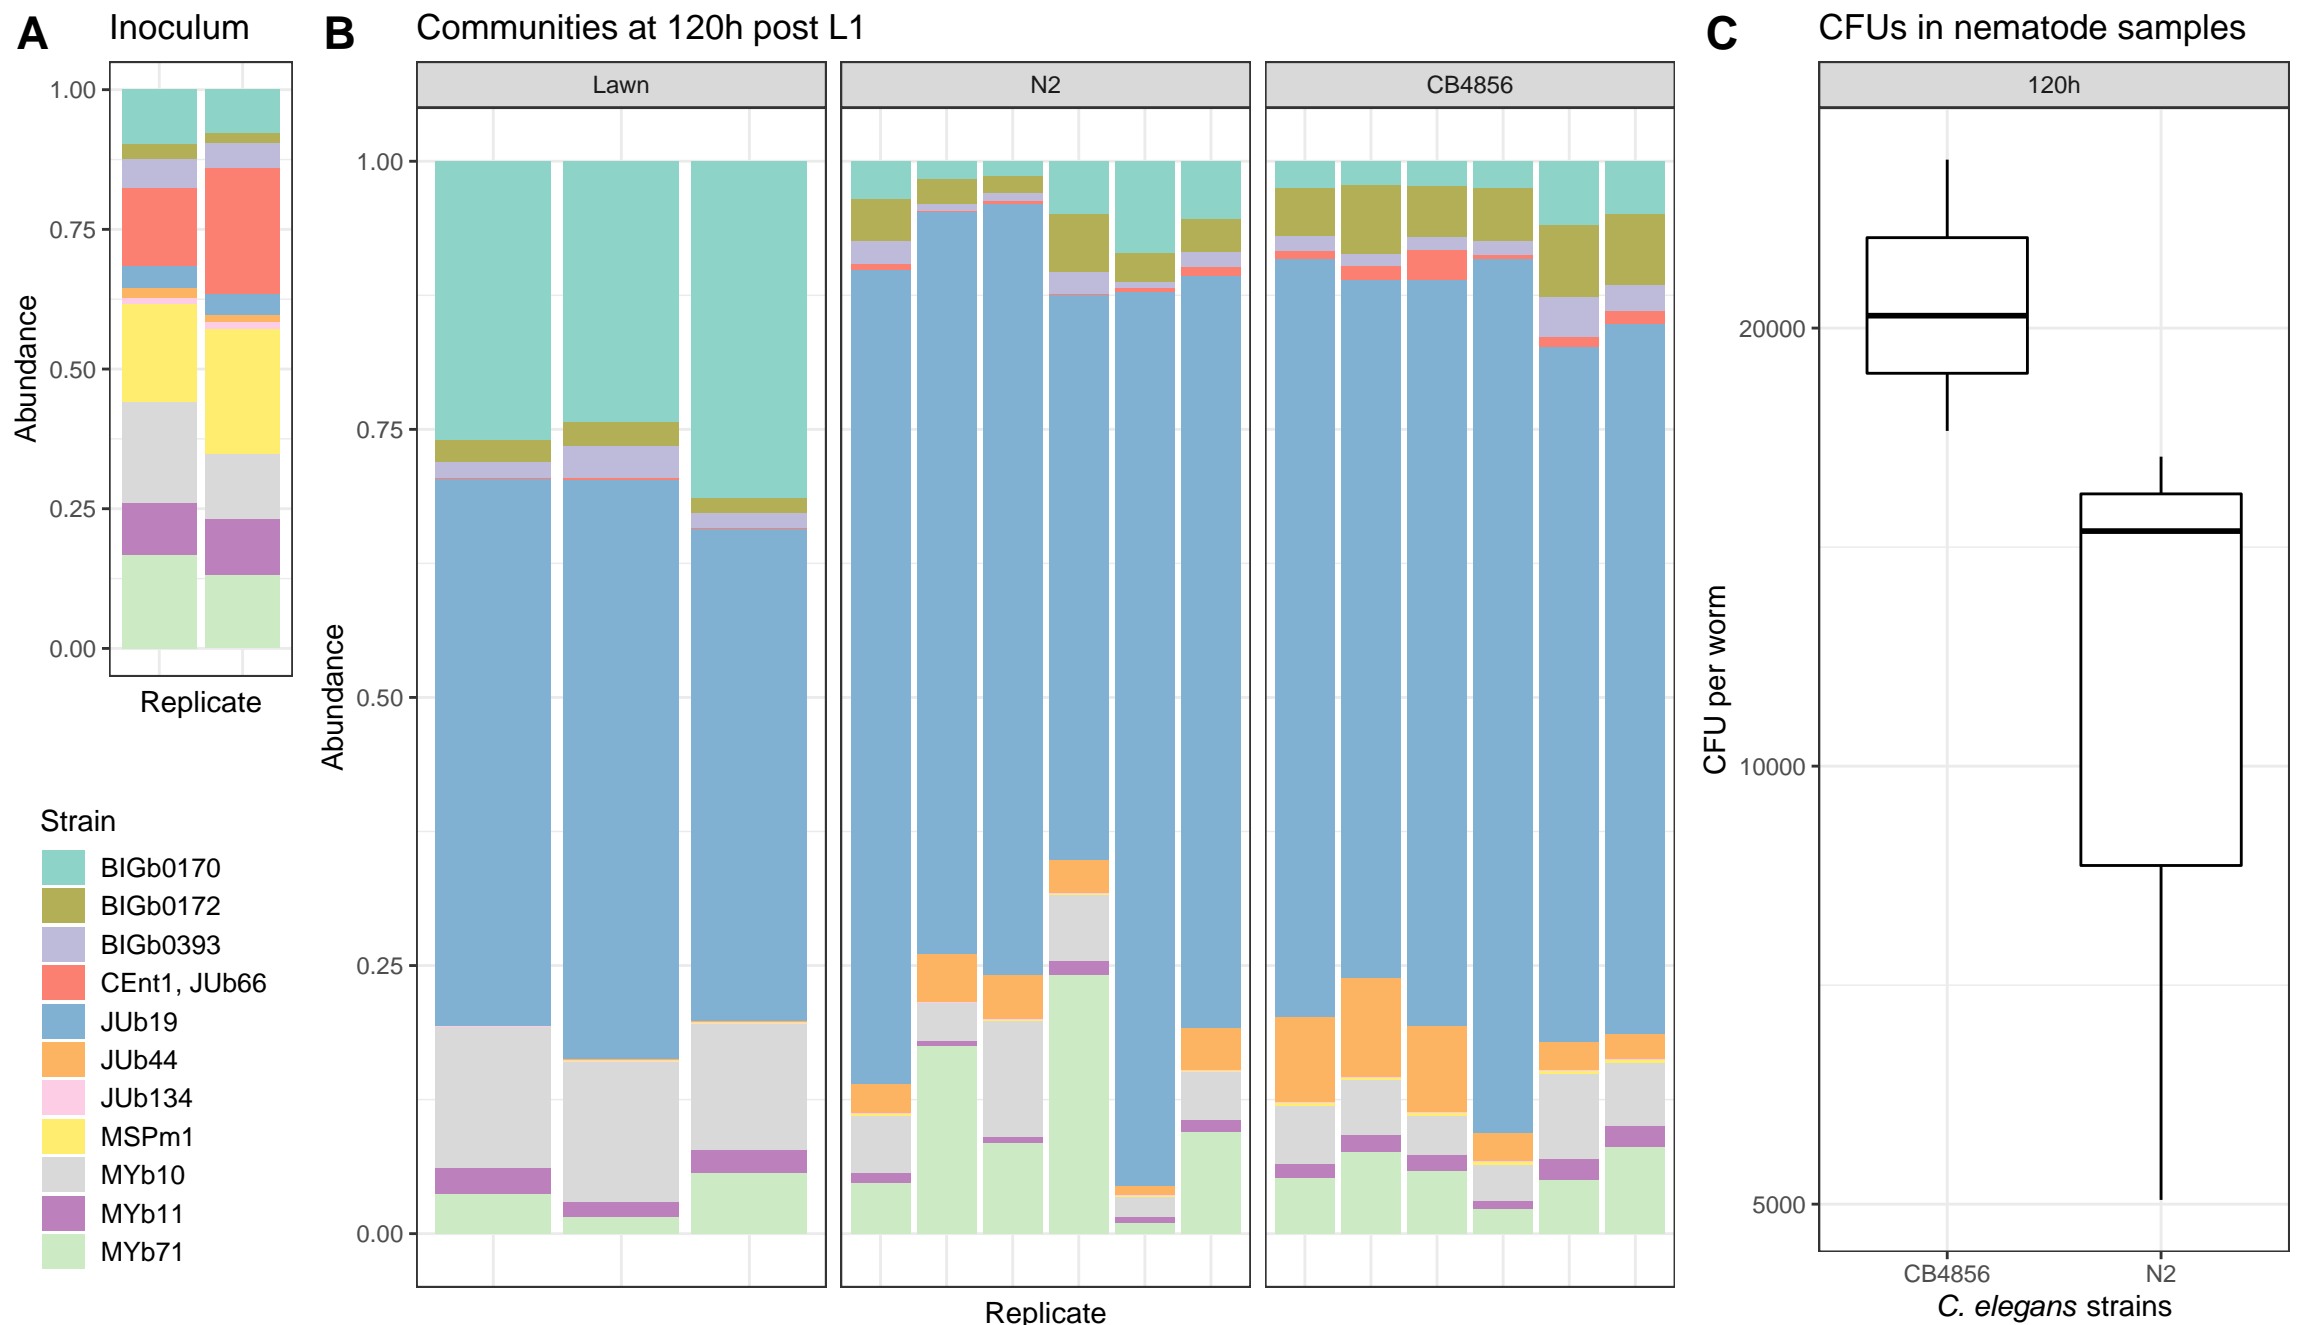 A Inoculum
1.00
0.75
0.50
0.25
0.00
Abundance
Replicate
Strain
BIGb0170
BIGb0172
BIGb0393
CEnt1, JUb66
JUb19
JUb44
JUb134
MSPm1
MYb10
MYb11
MYb71
B Communities at 120h post L1
Lawn N2 CB4856
1.00
0.75
0.50
0.25
0.00
Abundance
Replicate
C CFUs in nematode samples
120h
20000
10000
5000
CFU per worm
CB4856 N2
C. elegans strains